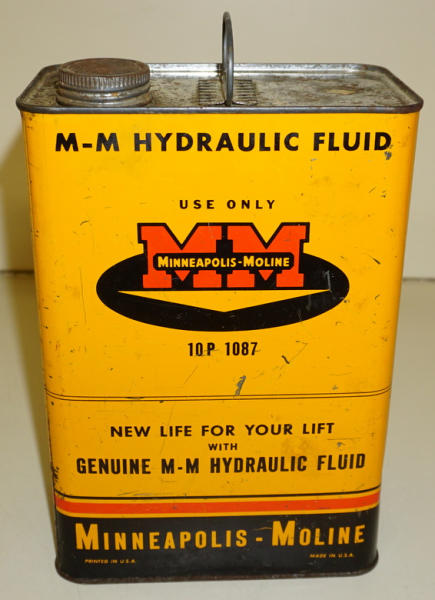 M-M HYDRAULIC FLUID
USE ONLY
MM
MINNEAPOLIS-MOLINE
10P 1087
NEW LIFE FOR YOUR LIFT
WITH
GENUINE M-M HYDRAULIC FLUID
MINNEAPOLIS - MOLINE
PRINTED IN U.S.A. MADE IN U.S.A.